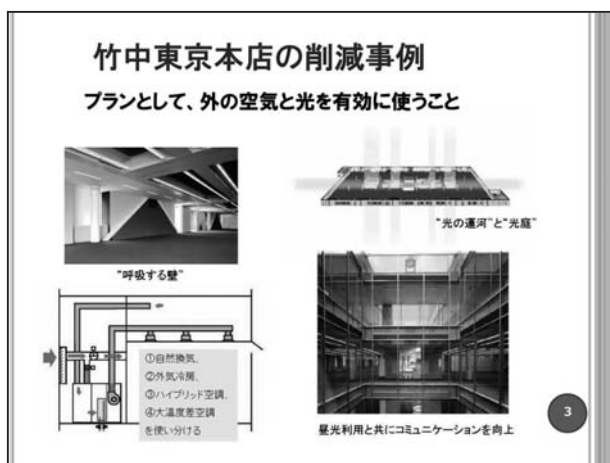 竹中東京本店の削減事例
プランとして、外の空気と光を有効に使うこと
“呼吸する壁”
“光の運河”と“光庭”
①自然換気、
②外気冷房、
③ハイブリッド空調、
④大温度差空調
を使い分ける
昼光利用と共にコミュニケーションを向上
3